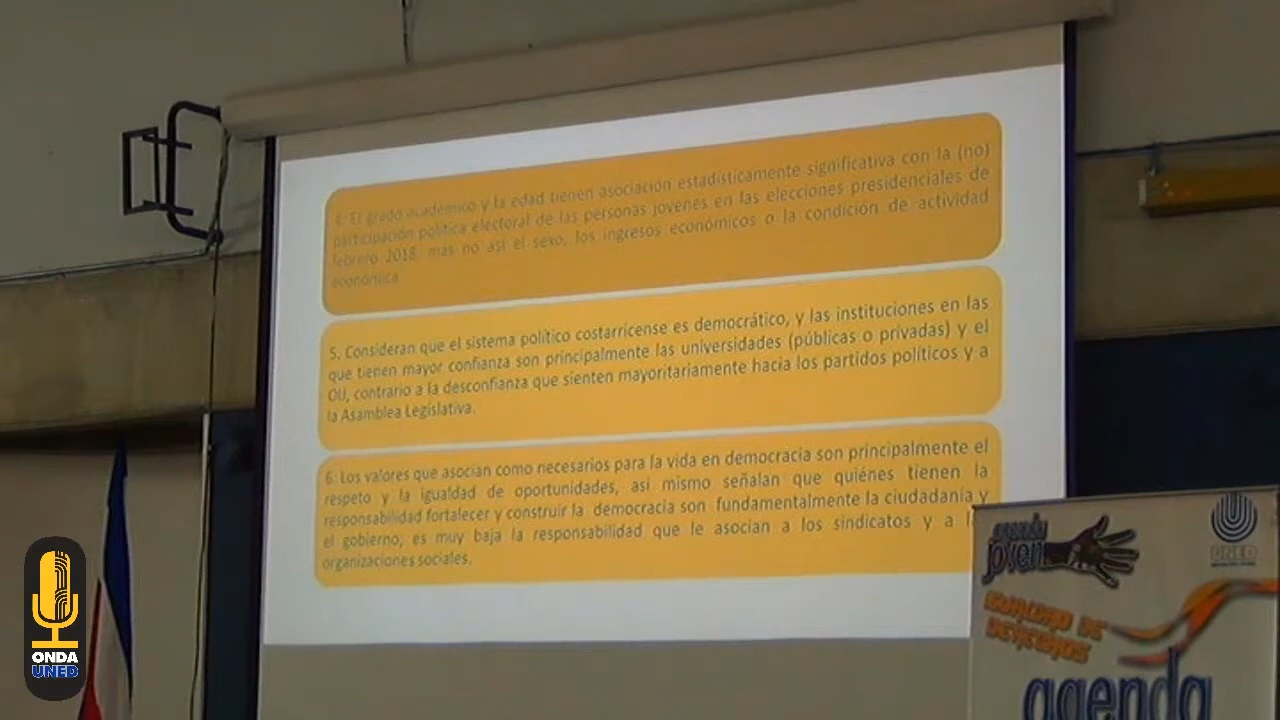 4. El grado académico y la edad tienen asociación estadísticamente significativa con la (no)
participación política electoral de las personas jóvenes en las elecciones presidenciales de
febrero 2018, mas no así el sexo, los ingresos económicos o la condición de actividad
económica
5. Consideran que el sistema político costarricense es democrático, y las instituciones en las
que tienen mayor confianza son principalmente las universidades (públicas o privadas) y el
OIJ, contrario a la desconfianza que sienten mayoritariamente hacia los partidos políticos y a
la Asamblea Legislativa.
6. Los valores que asocian como necesarios para la vida en democracia son principalmente el
respeto y la igualdad de oportunidades, así mismo señalan que quiénes tienen la
responsabilidad fortalecer y construir la democracia son fundamentalmente la ciudadanía y
el gobierno, es muy baja la responsabilidad que le asocian a los sindicatos y a
organizaciones sociales.
agenda
joven
UNED
IGUALDAD DE
DERECHOS
agenda
ONDA
UNED